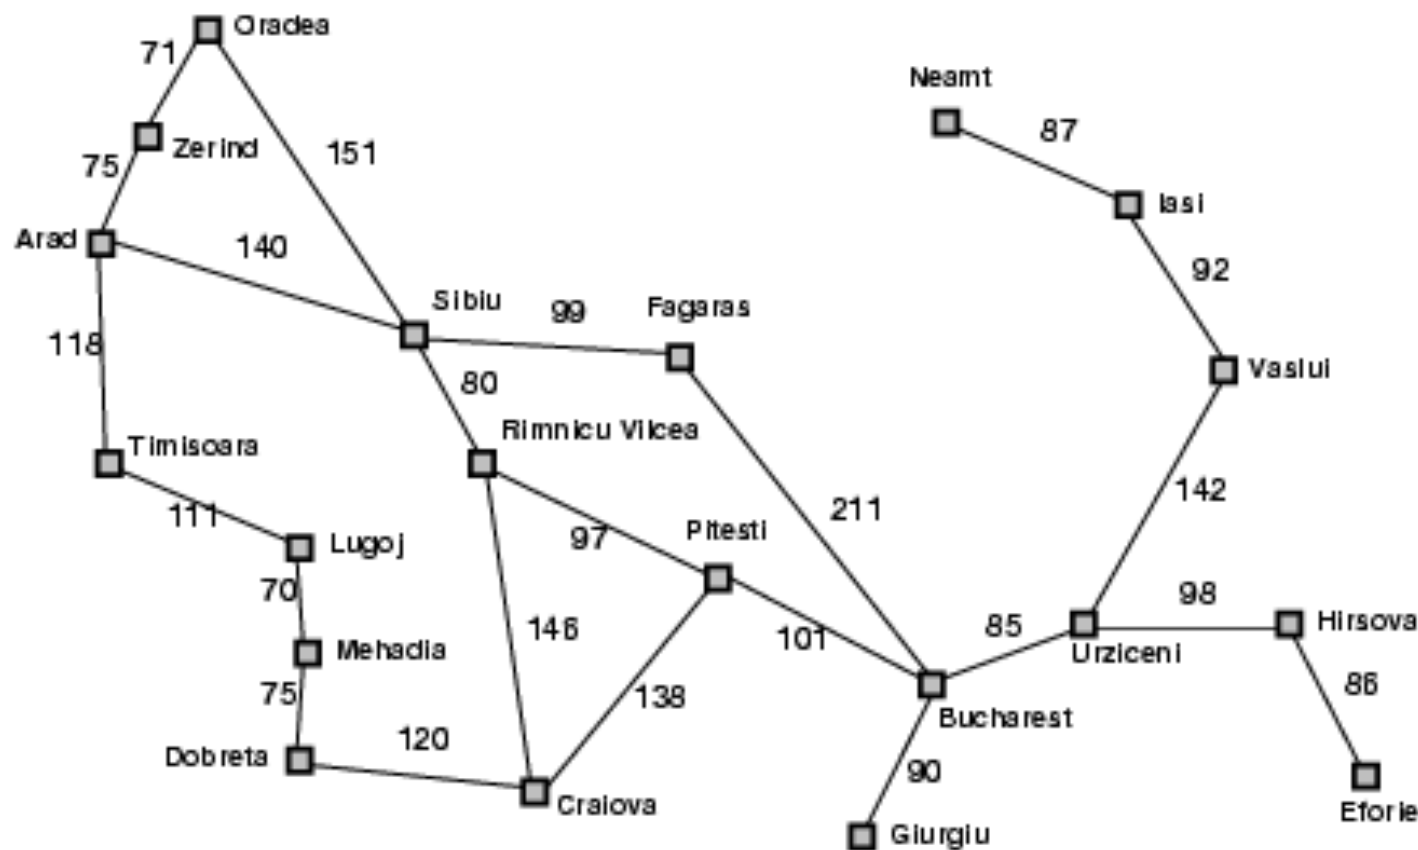 Oradea
71
Neamt
87
Zerind
151
75
Iasi
Arad
140
92
Sibiu
99
Fagaras
118
80
Vaslui
Timisoara
Rimnicu Vilcea
111
211
142
Lugoj
97
Pitesti
70
98
Hirsova
146
101
85
Mehadia
Urziceni
75
138
86
Bucharest
120
Dobreta
90
Craiova
Eforie
Giurgiu